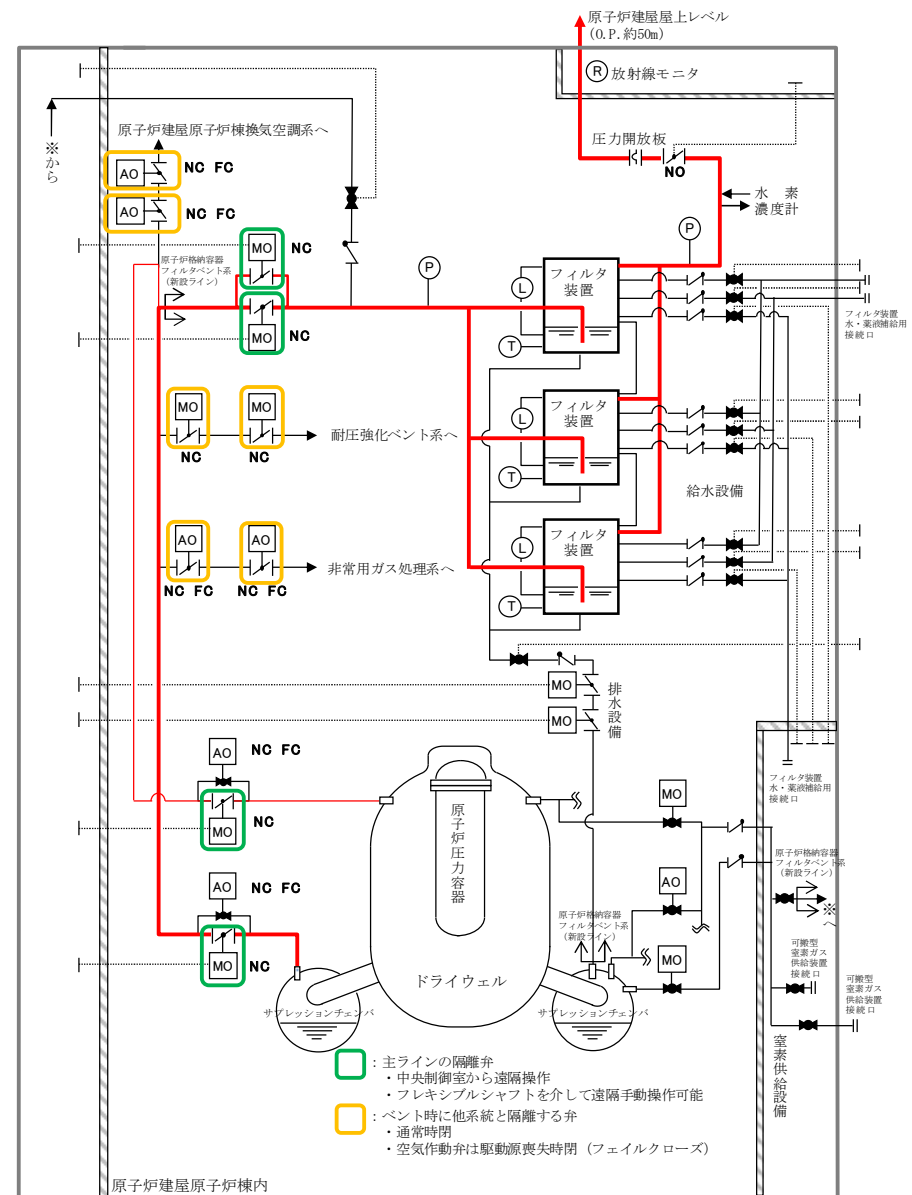 原子炉建屋屋上レベル
(O.P.約50m)
R
放射線モニタ
※から
原子炉建屋原子炉棟換気空調系へ
圧力開放板
NO
AO
NC FC
AO
NC FC
水素
濃度計
P
MO
NC
原子炉格納容器
フィルタベント系
(新設ライン)
P
フィルタ
装置
L
T
MO
NC
フィルタ装置
水・薬液補給用
接続口
MO
NC
MO
NC
耐圧強化ベント系へ
フィルタ
装置
L
T
給水設備
AO
NC FC
AO
NC FC
非常用ガス処理系へ
フィルタ
装置
L
T
MO
MO
排水設備
AO
NC FC
MO
NC
原子炉圧力容器
MO
フィルタ装置
水・薬液補給用
接続口
AO
NC FC
MO
NC
AO
MO
原子炉格納容器
フィルタベント系
(新設ライン)
原子炉格納容器
フィルタベント系
(新設ライン)
※へ
可搬型
窒素ガス
供給装置
接続口
可搬型
窒素ガス
供給装置
接続口
ドライウェル
サプレッションチェンバ
サプレッションチェンバ
窒素供給設備
：主ラインの隔離弁
・中央制御室から遠隔操作
・フレキシブルシャフトを介して遠隔手動操作可能
：ベント時に他系統と隔離する弁
・通常時閉
・空気作動弁は駆動源喪失時閉（フェイルクローズ）
原子炉建屋原子炉棟内